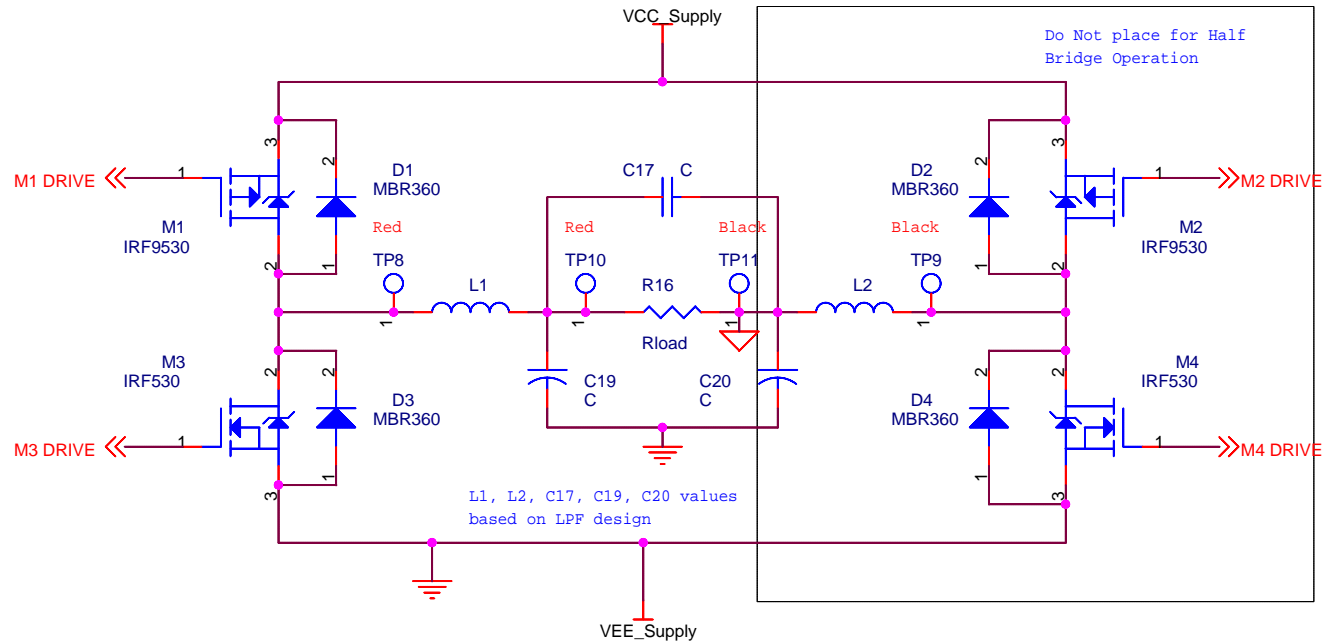 VCC_Supply
Do Not place for Half
Bridge Operation
M1 DRIVE
1
3
2
D1
MBR360
Red
1
2
M1
IRF9530
C17 C
Red
Black
D2
MBR360
Black
2
3
1
1
2
M2 DRIVE
M2
IRF9530
TP8
1
L1
TP10
1
R16
Rload
TP11
1
L2
TP9
1
M3
IRF530
2
2
D3
MBR360
C19
C
C20
C
D4
MBR360
2
2
M4
IRF530
M3 DRIVE
1
1
3
1
3
1
M4 DRIVE
L1, L2, C17, C19, C20 values
based on LPF design
VEE_Supply